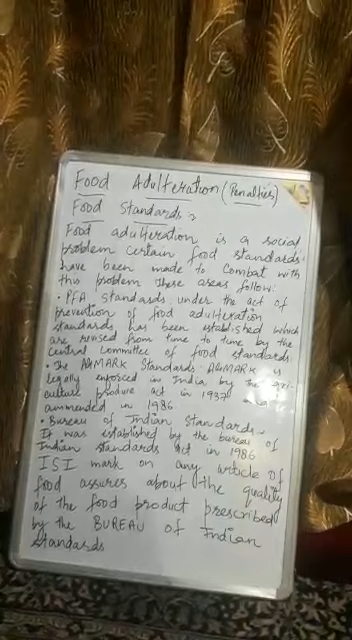 Food Adulteration (Penalties)
Food Standards:
Food adulteration is a social
problem certain food standards
have been made to combat with
this problem these areas follow:
• PFA Standards under the act of
prevention of food adulteration
standards has been established which
are revised from time to time by the
Central Committee of food standards.
• The AGMARK Standards. AGMARK is
legally enforced in India by the agri-
culture produce act in 1937 and
ammended in 1986
• Bureau of Indian Standards.
It was established by the bureau of
Indian standards act in 1986
ISI mark on any article of
food assures about the quality
of the food product prescribed
by the BUREAU of Indian
standards